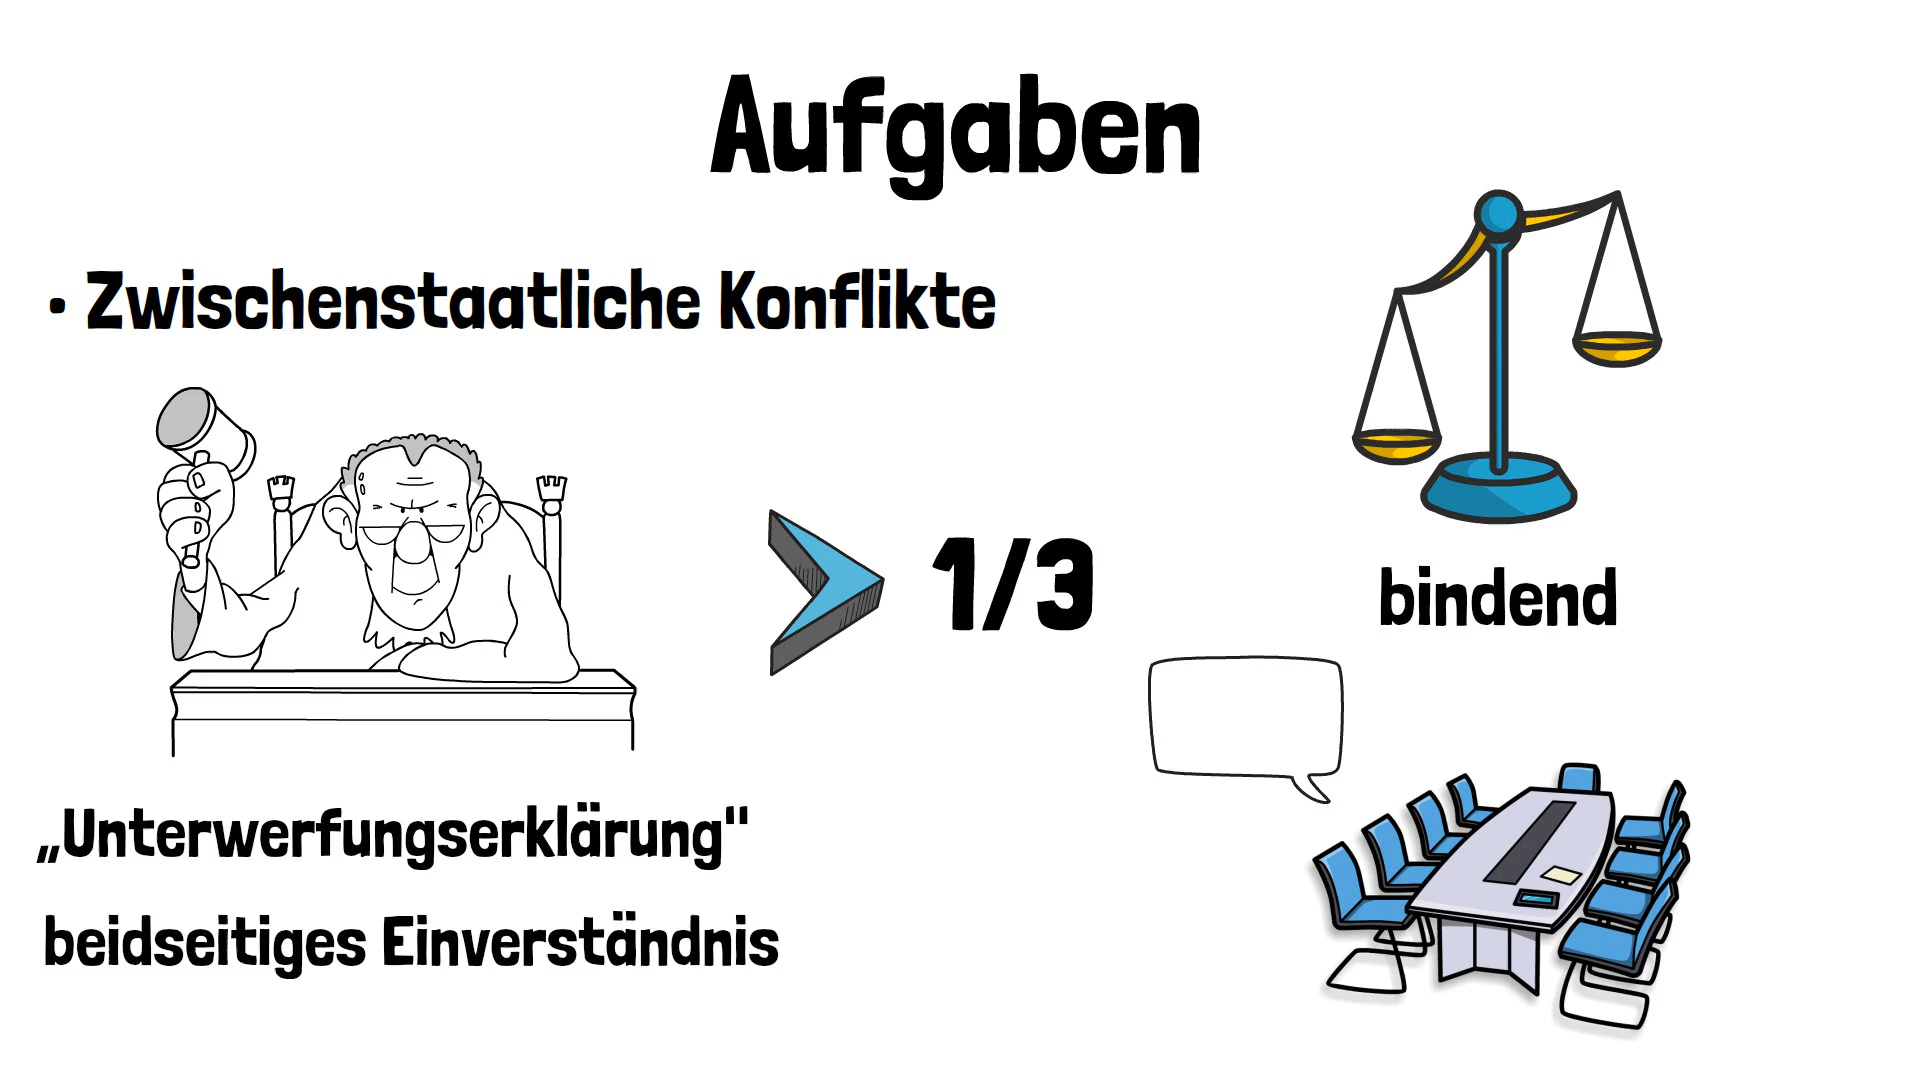 Aufgaben
• Zwischenstaatliche Konflikte
1/3
bindend
„Unterwerfungserklärung"
beidseitiges Einverständnis